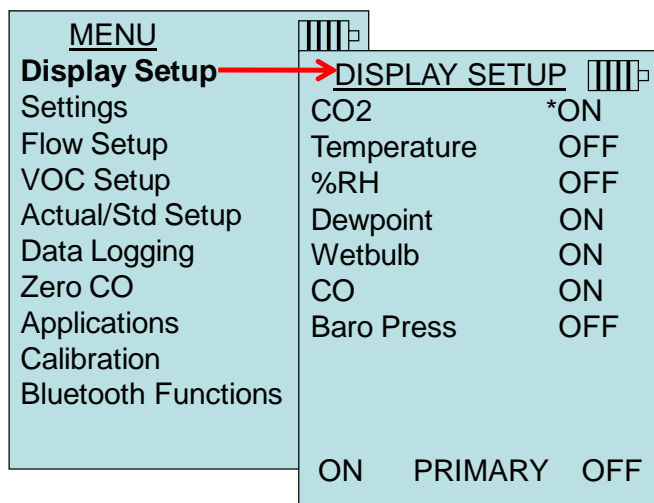 MENU
Display Setup
Settings
Flow Setup
VOC Setup
Actual/Std Setup
Data Logging
Zero CO
Applications
Calibration
Bluetooth Functions
DISPLAY SETUP
CO2 *ON
Temperature OFF
%RH OFF
Dewpoint ON
Wetbulb ON
CO ON
Baro Press OFF
ON PRIMARY OFF